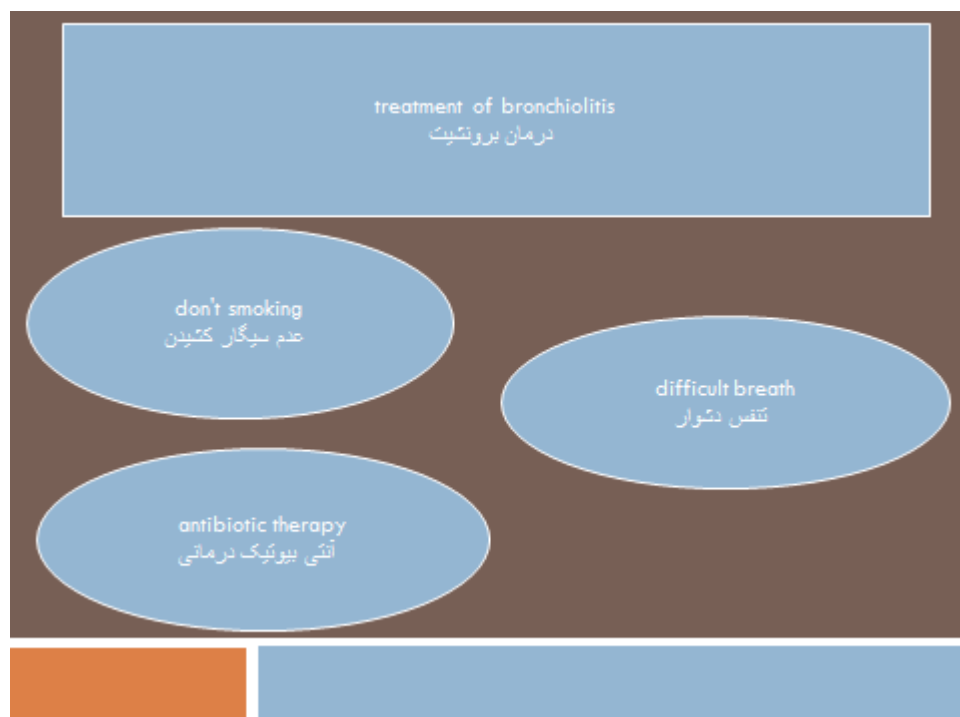 treatment of bronchiolitis
درمان برونشیت
don't smoking
عدم سیگار کشیدن
difficult breath
تنفس دشوار
antibiotic therapy
آنتی بیوتیک درمانی